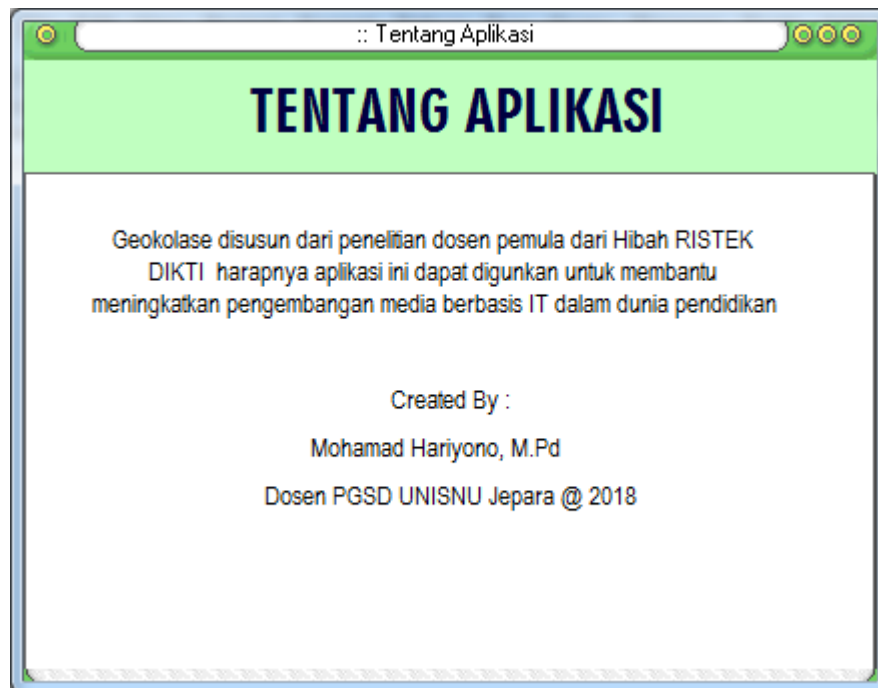 :: Tentang Aplikasi
TENTANG APLIKASI
Geokolase disusun dari penelitian dosen pemula dari Hibah RISTEK
DIKTI harapnya aplikasi ini dapat digunkan untuk membantu
meningkatkan pengembangan media berbasis IT dalam dunia pendidikan
Created By :
Mohamad Hariyono, M.Pd
Dosen PGSD UNISNU Jepara @ 2018